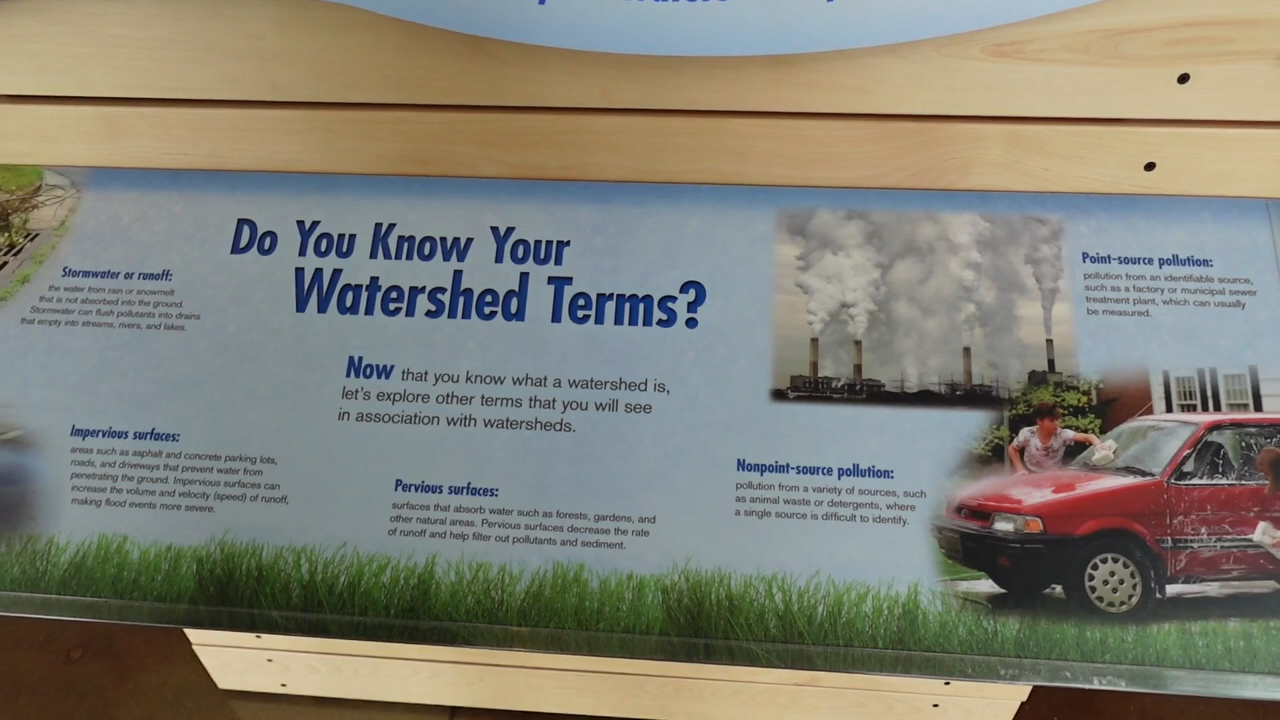 Do You Know Your
Watershed Terms?
Now that you know what a watershed is,
let's explore other terms that you will see
in association with watersheds.
Stormwater or runoff:
the water from rain or snowmelt
that is not absorbed into the ground.
Stormwater can flush pollutants into drains
that empty into streams, rivers, and lakes.
Impervious surfaces:
areas such as asphalt and concrete parking lots,
roads, and driveways that prevent water from
penetrating the ground. Impervious surfaces can
increase the volume and velocity (speed) of runoff,
making flood events more severe.
Pervious surfaces:
surfaces that absorb water such as forests, gardens, and
other natural areas. Pervious surfaces decrease the rate
of runoff and help filter out pollutants and sediment.
Point-source pollution:
pollution from an identifiable source,
such as a factory or municipal sewer
treatment plant, which can usually
be measured.
Nonpoint-source pollution:
pollution from a variety of sources, such
as animal waste or detergents, where
a single source is difficult to identify.